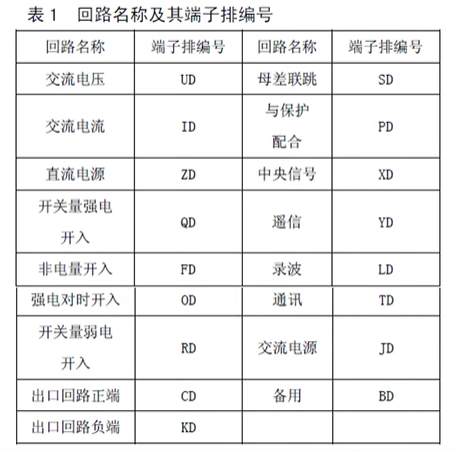 表1 回路名称及其端子排编号
回路名称 端子排编号 回路名称 端子排编号
交流电压 UD 母差联跳 SD
交流电流 ID 与保护配合 PD
直流电源 ZD 中央信号 XD
开关量强电开入 QD 遥信 YD
非电量开入 FD 录波 LD
强电对时开入 OD 通讯 TD
开关量弱电开入 RD 交流电源 JD
出口回路正端 CD 备用 BD
出口回路负端 KD